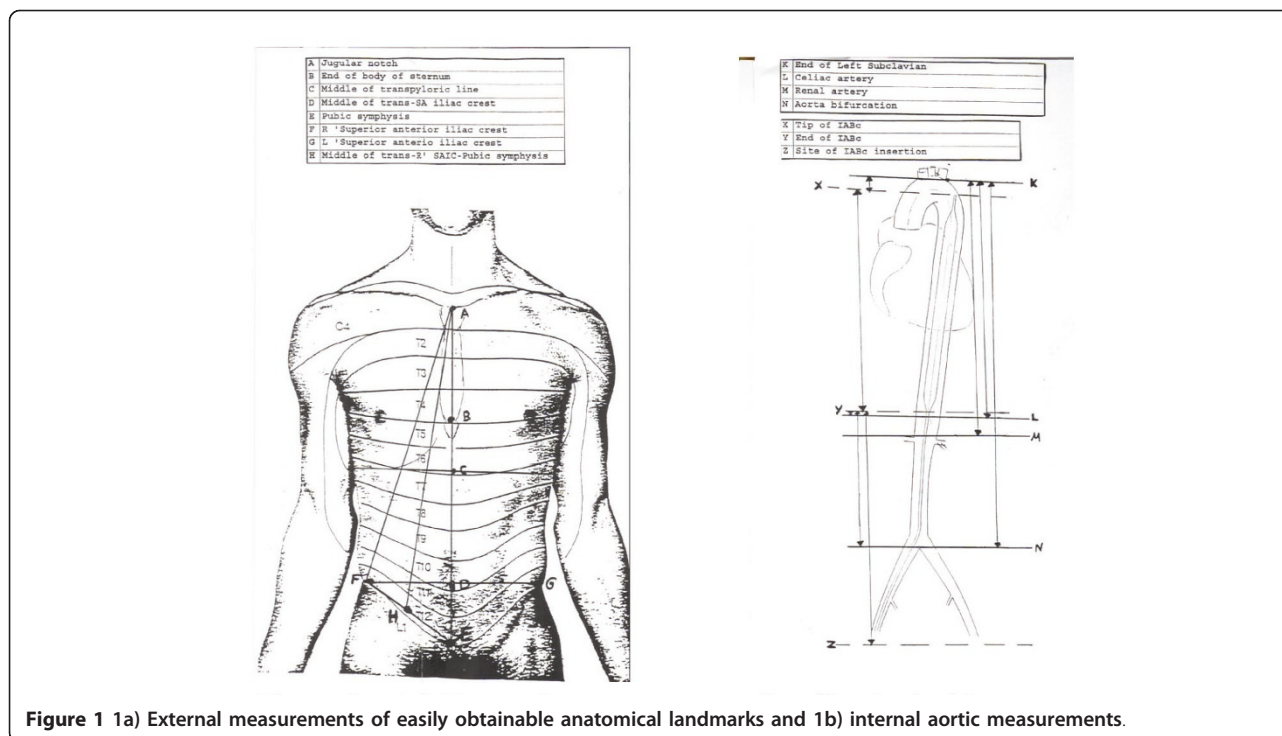 A Jugular notch
B End of body of sternum
C Middle of transpyloric line
D Middle of trans-SA iliac crest
E Pubic symphysis
F R 'Superior anterior iliac crest
G L 'Superior anterio iliac crest
H Middle of trans-R' SAIC-Pubic symphysis
A
C4
T2
T3
T4
B
T5
T6
C
T8
T9
T10
F
D
G
T11
H
L1
E
K End of Left Subclavian
L Celiac artery
M Renal artery
N Aorta bifurcation
X Tip of IABc
Y End of IABc
Z Site of IABc insertion
X
K
Y
L
M
N
Z
Figure 1 1a) External measurements of easily obtainable anatomical landmarks and 1b) internal aortic measurements.